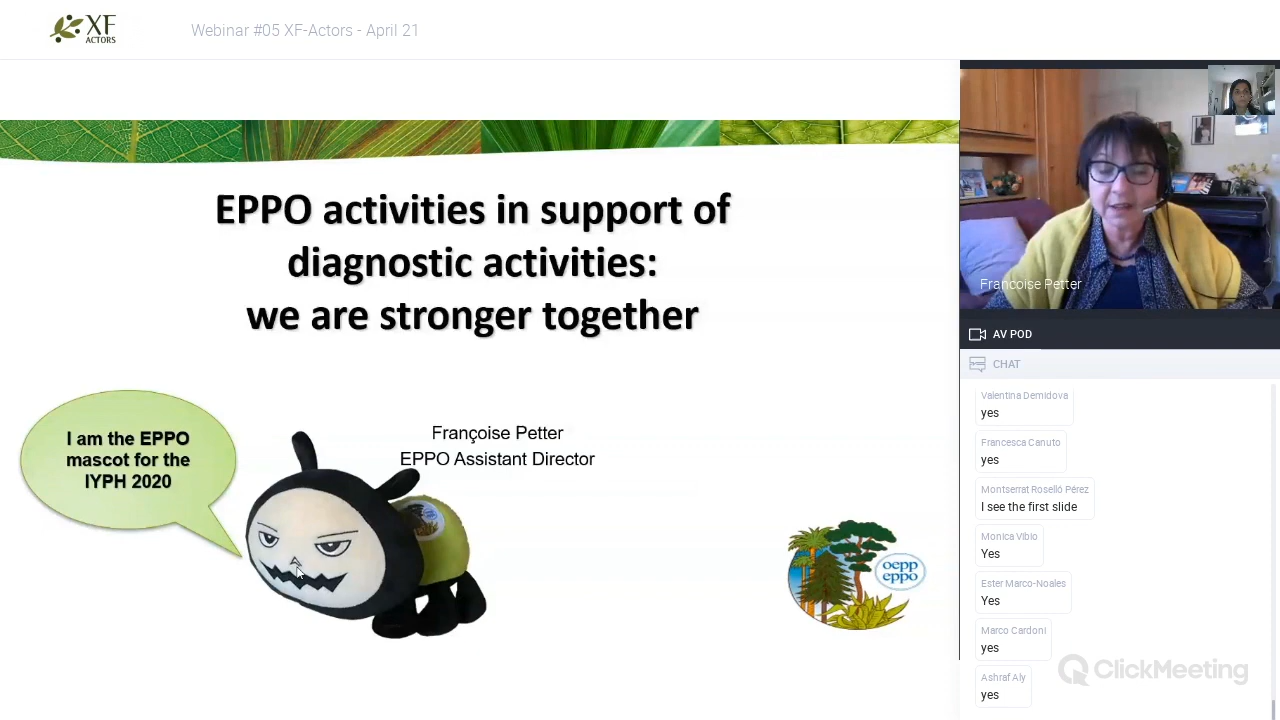 XF
ACTORS
Webinar #05 XF-Actors - April 21
EPPO activities in support of
diagnostic activities:
we are stronger together
I am the EPPO
mascot for the
IYPH 2020
Françoise Petter
EPPO Assistant Director
oepp
eppo
Francoise Petter
AV POD
CHAT
Valentina Demidova
yes
Francesca Canuto
yes
Montserrat Roselló Pérez
I see the first slide
Monica Vibio
Yes
Ester Marco-Noales
Yes
Marco Cardoni
yes
Ashraf Aly
yes
ClickMeeting